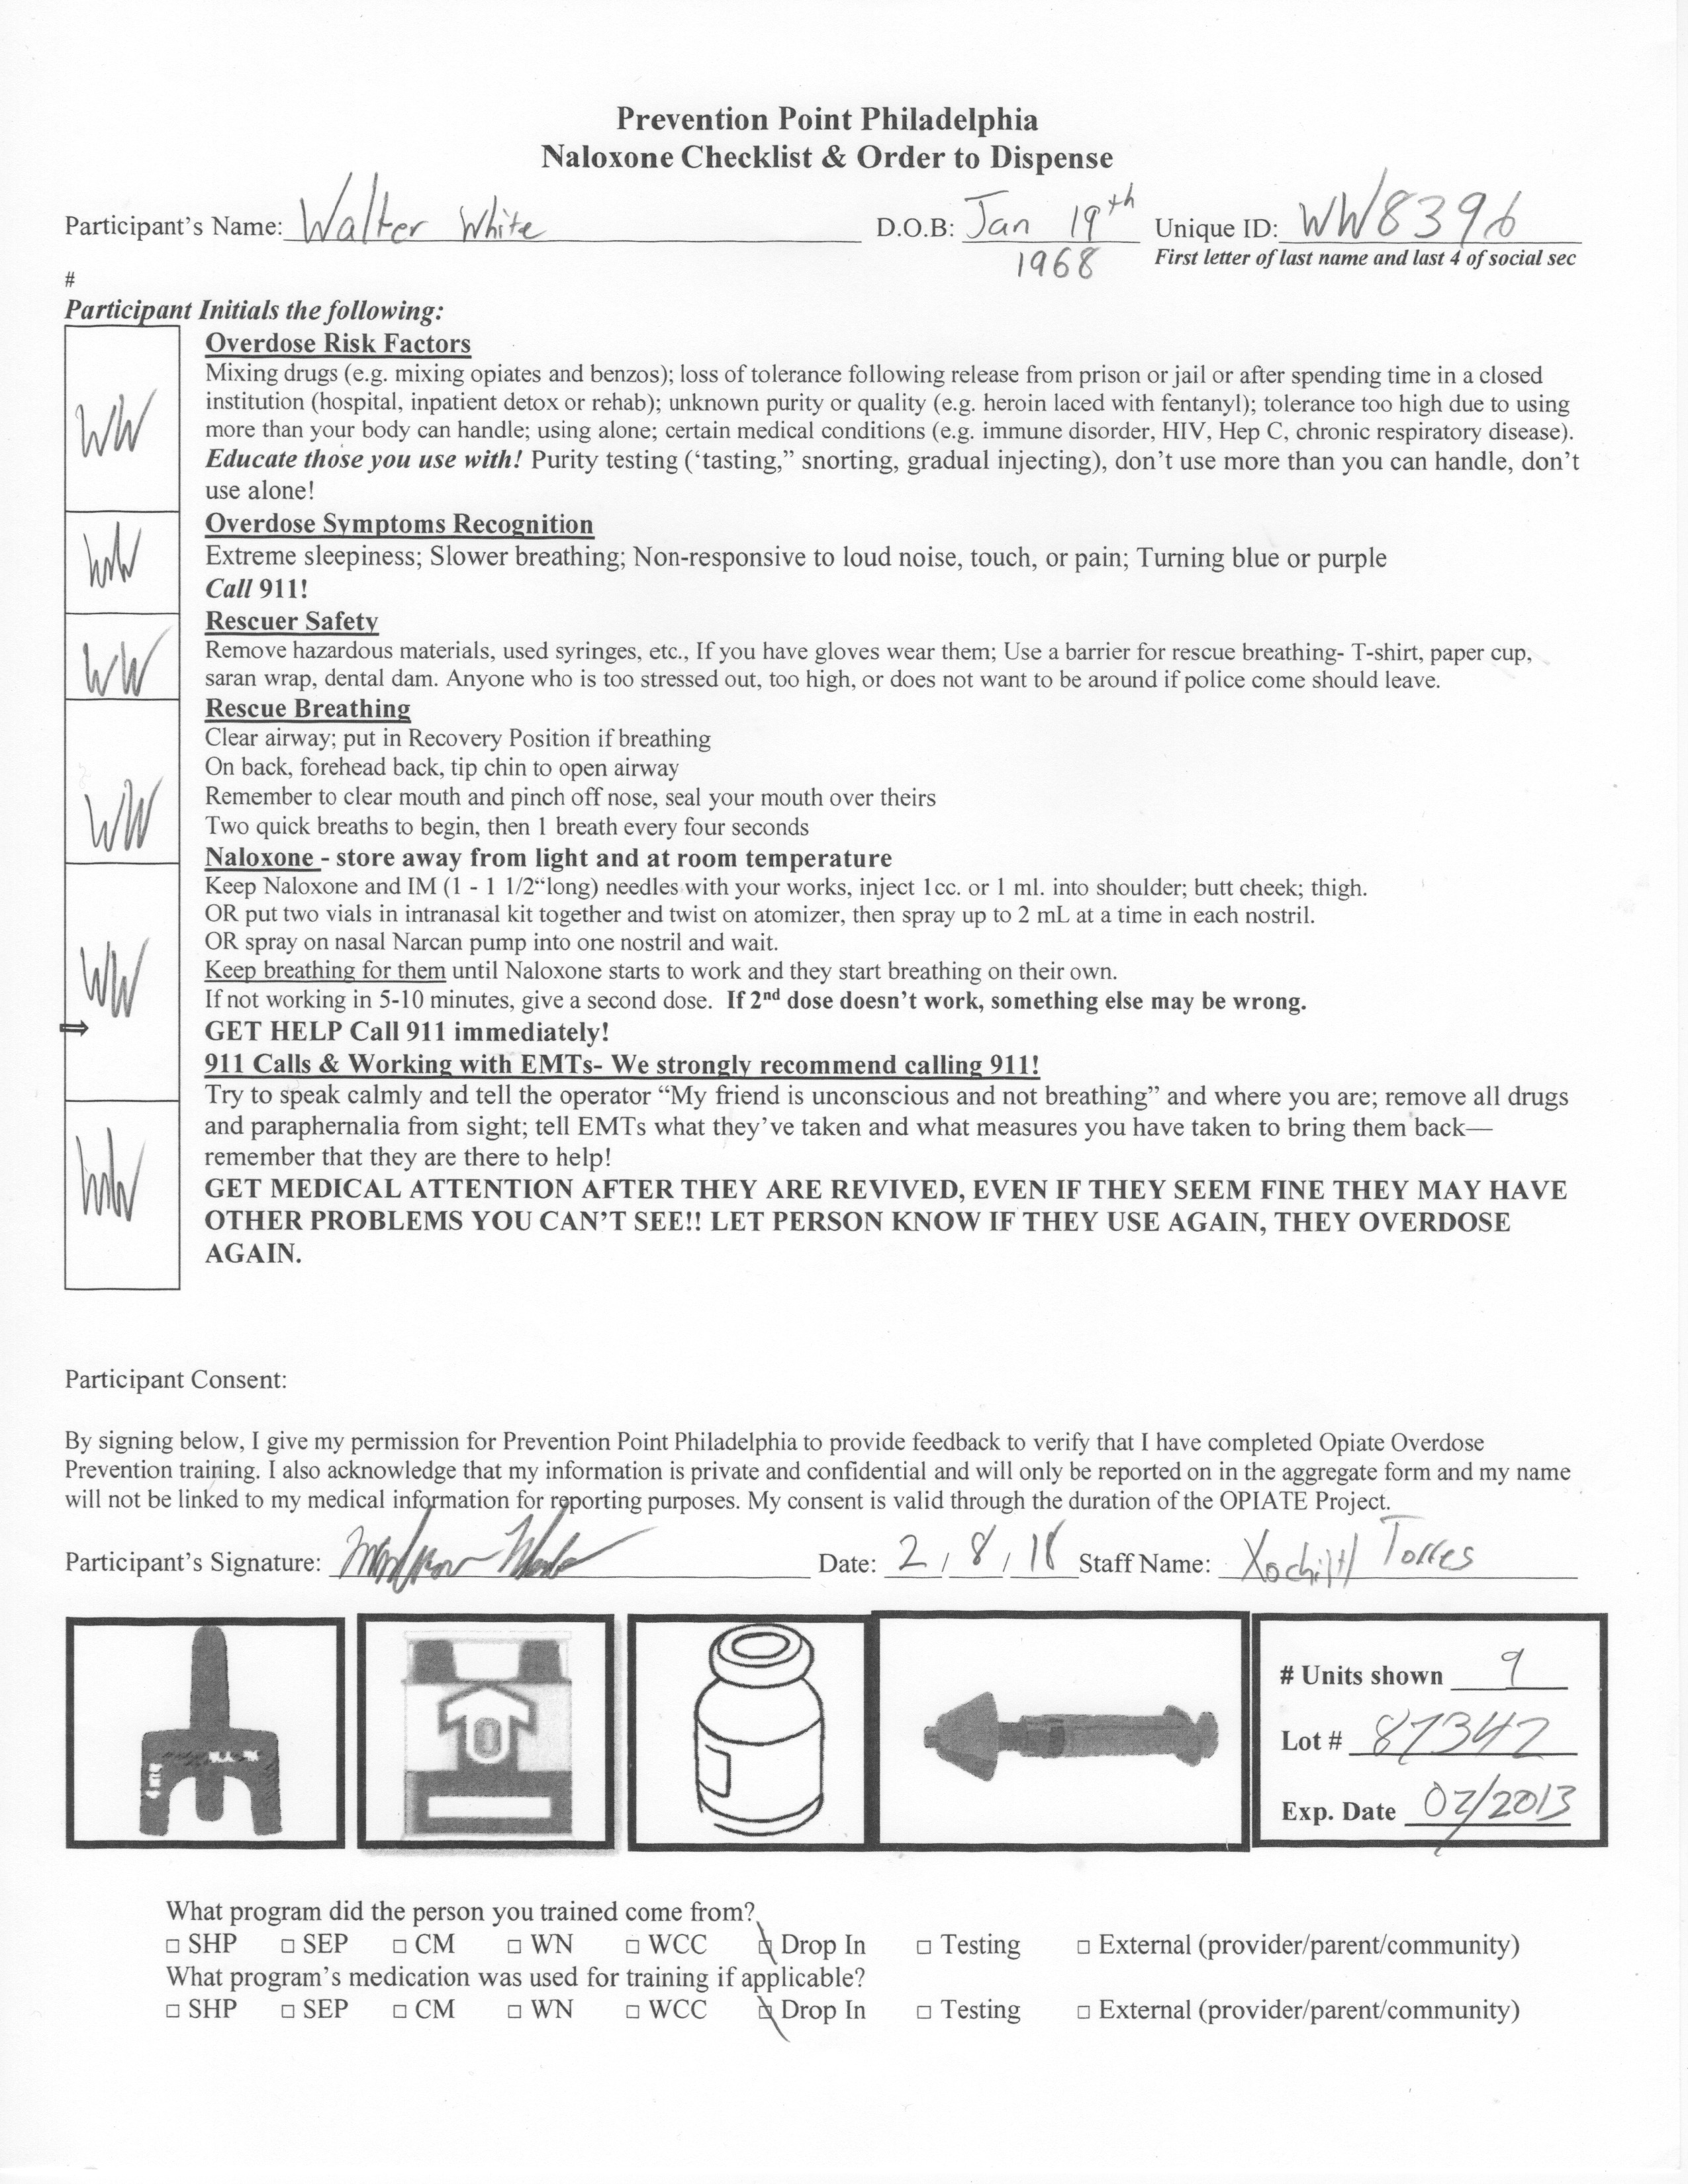 Prevention Point Philadelphia
Naloxone Checklist & Order to Dispense
Participant's Name: Walter White D.O.B: Jan 19th Unique ID: WW8396
1968 First letter of last name and last 4 of social sec
#
Participant Initials the following:
Overdose Risk Factors
Mixing drugs (e.g. mixing opiates and benzos); loss of tolerance following release from prison or jail or after spending time in a closed
institution (hospital, inpatient detox or rehab); unknown purity or quality (e.g. heroin laced with fentanyl); tolerance too high due to using
WW more than your body can handle; using alone; certain medical conditions (e.g. immune disorder, HIV, Hep C, chronic respiratory disease).
Educate those you use with! Purity testing (‘tasting,” snorting, gradual injecting), don't use more than you can handle, don't
use alone!
Overdose Symptoms Recognition
WW Extreme sleepiness; Slower breathing; Non-responsive to loud noise, touch, or pain; Turning blue or purple
Call 911!
Rescuer Safety
WW Remove hazardous materials, used syringes, etc., If you have gloves wear them; Use a barrier for rescue breathing- T-shirt, paper cup,
saran wrap, dental dam. Anyone who is too stressed out, too high, or does not want to be around if police come should leave.
Rescue Breathing
Clear airway; put in Recovery Position if breathing
On back, forehead back, tip chin to open airway
WW Remember to clear mouth and pinch off nose, seal your mouth over theirs
Two quick breaths to begin, then 1 breath every four seconds
Naloxone - store away from light and at room temperature
Keep Naloxone and IM (1 - 1 1/2“long) needles with your works, inject 1cc. or 1 ml. into shoulder; butt cheek; thigh.
OR put two vials in intranasal kit together and twist on atomizer, then spray up to 2 mL at a time in each nostril.
OR spray on nasal Narcan pump into one nostril and wait.
WW Keep breathing for them until Naloxone starts to work and they start breathing on their own.
If not working in 5-10 minutes, give a second dose. If 2nd dose doesn't work, something else may be wrong.
⇒ GET HELP Call 911 immediately!
911 Calls & Working with EMTs- We strongly recommend calling 911!
Try to speak calmly and tell the operator “My friend is unconscious and not breathing” and where you are; remove all drugs
and paraphernalia from sight; tell EMTs what they've taken and what measures you have taken to bring them back—
remember that they are there to help!
WW GET MEDICAL ATTENTION AFTER THEY ARE REVIVED, EVEN IF THEY SEEM FINE THEY MAY HAVE
OTHER PROBLEMS YOU CAN'T SEE!! LET PERSON KNOW IF THEY USE AGAIN, THEY OVERDOSE
AGAIN.
Participant Consent:
By signing below, I give my permission for Prevention Point Philadelphia to provide feedback to verify that I have completed Opiate Overdose
Prevention training. I also acknowledge that my information is private and confidential and will only be reported on in the aggregate form and my name
will not be linked to my medical information for reporting purposes. My consent is valid through the duration of the OPIATE Project.
Participant's Signature: Date: 2 / 8 / 18 Staff Name: Xochitl Torres
# Units shown 9
Lot # 87342
Exp. Date 07/2013
What program did the person you trained come from?
□ SHP □ SEP □ CM □ WN □ WCC □ Drop In □ Testing □ External (provider/parent/community)
What program's medication was used for training if applicable?
□ SHP □ SEP □ CM □ WN □ WCC □ Drop In □ Testing □ External (provider/parent/community)